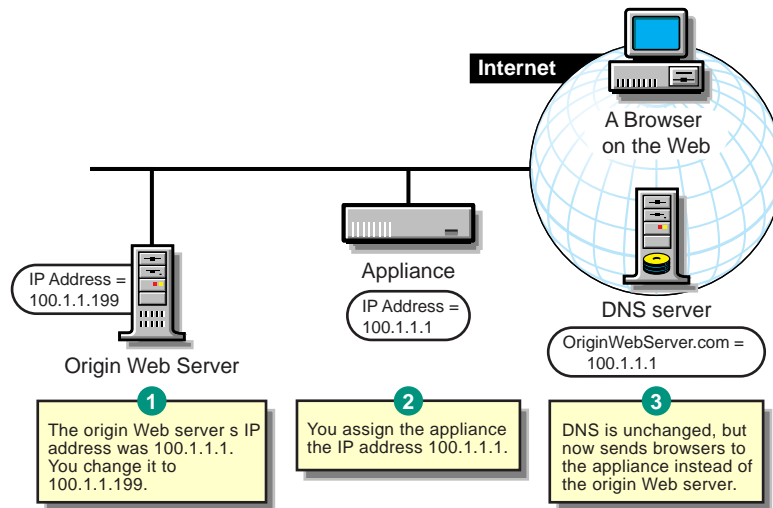 Internet
A Browser
on the Web
IP Address =
100.1.1.199
Origin Web Server
Appliance
IP Address =
100.1.1.1
DNS server
OriginWebServer.com =
100.1.1.1
1
The origin Web server s IP
address was 100.1.1.1.
You change it to
100.1.1.199.
2
You assign the appliance
the IP address 100.1.1.1.
3
DNS is unchanged, but
now sends browsers to
the appliance instead of
the origin Web server.